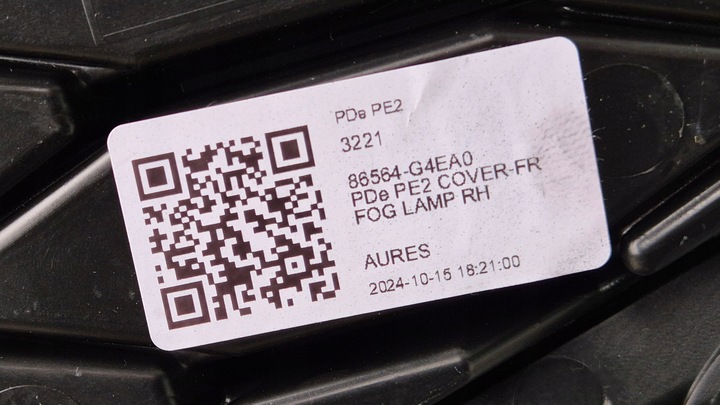 PDe PE2
3221
86564-G4EA0
PDe PE2 COVER-FR
FOG LAMP RH
AURES
2024-10-15 18:21:00